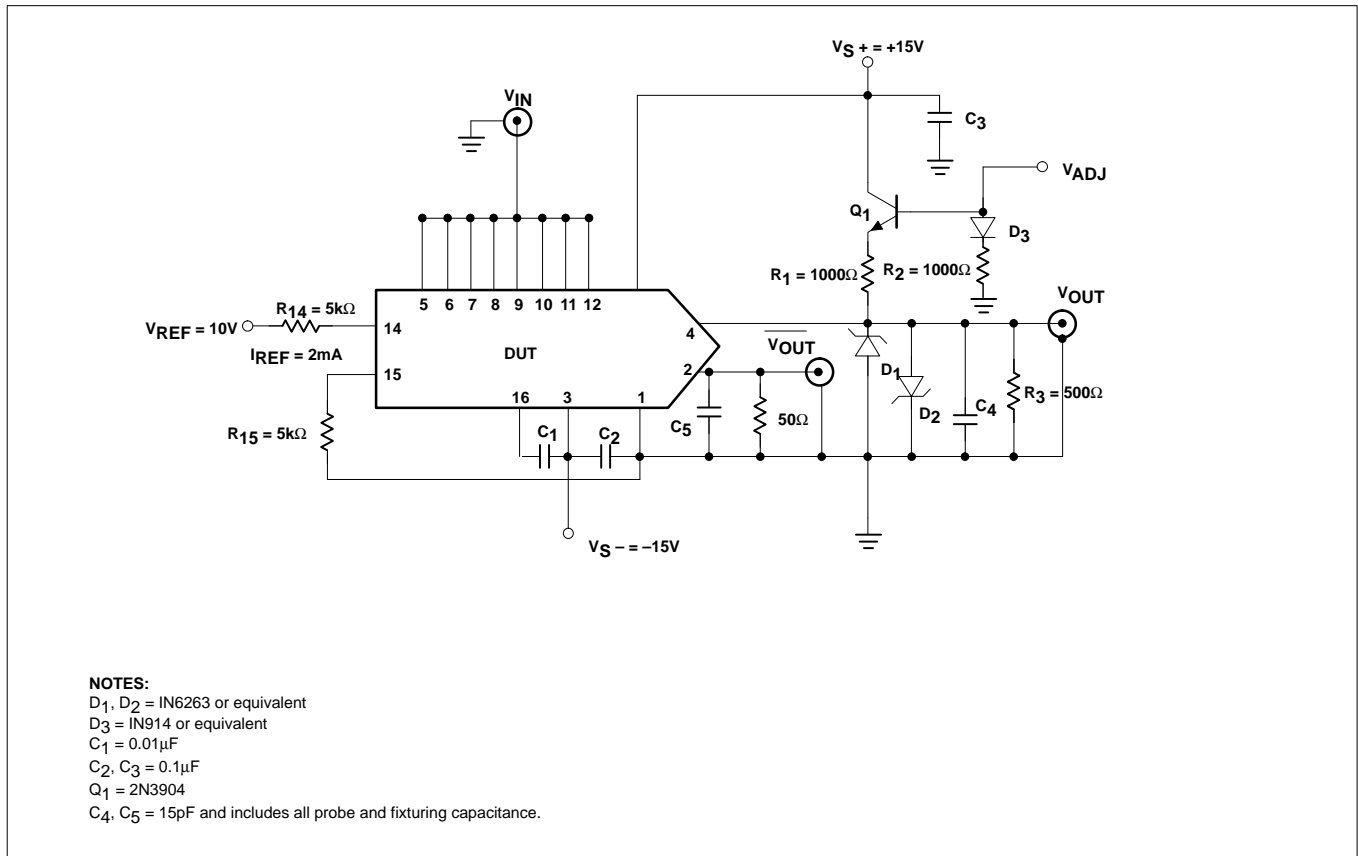 VS + = +15V
VIN
C3
VADJ
Q1
D3
R1 = 1000Ω
R2 = 1000Ω
5 6 7 8 9 10 11 12
R14 = 5kΩ
VREF = 10V
14
4
VOUT
IREF = 2mA
DUT
VOUT
15
2
D1
R3 = 500Ω
16 3 1
C5
50Ω
D2
C4
R15 = 5kΩ
C1
C2
VS – = –15V
NOTES:
D1, D2 = IN6263 or equivalent
D3 = IN914 or equivalent
C1 = 0.01µF
C2, C3 = 0.1µF
Q1 = 2N3904
C4, C5 = 15pF and includes all probe and fixturing capacitance.